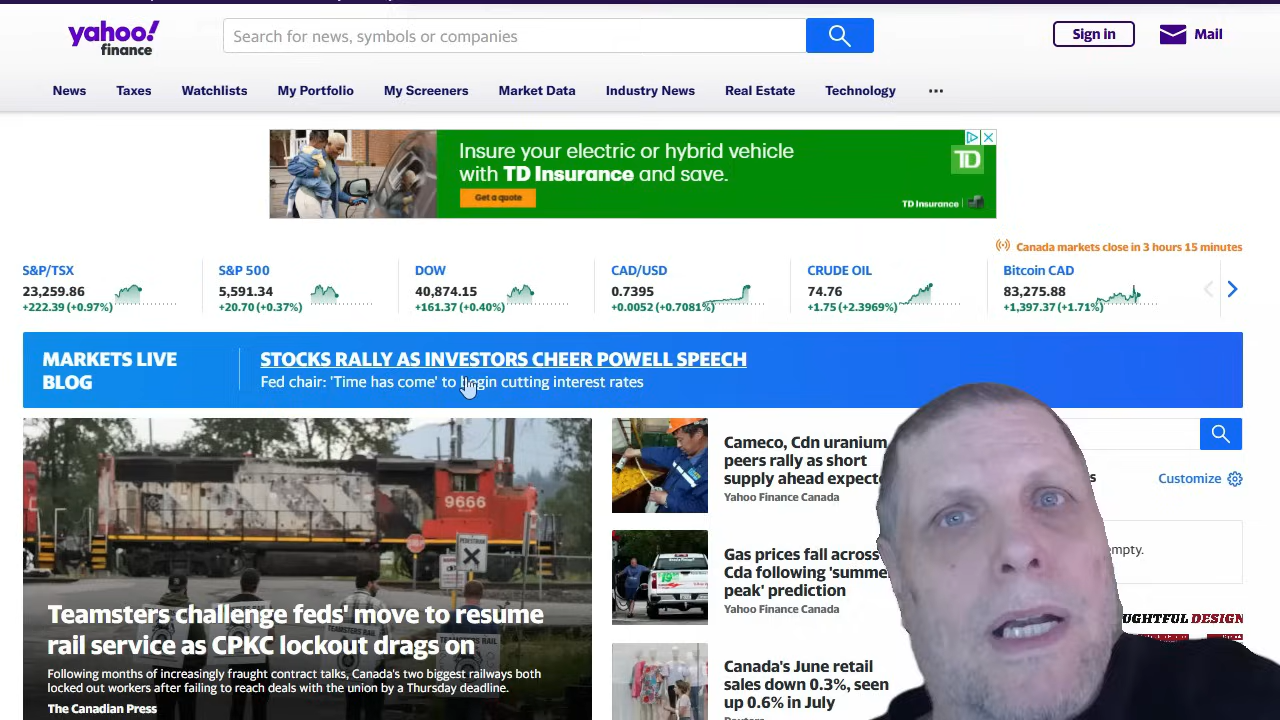 yahoo!
finance
Search for news, symbols or companies
Sign in
Mail
News
Taxes
Watchlists
My Portfolio
My Screeners
Market Data
Industry News
Real Estate
Technology
...
Insure your electric or hybrid vehicle
with TD Insurance and save.
Get a quote
TD
TD Insurance
Canada markets close in 3 hours 15 minutes
S&P/TSX
23,259.86
+222.39 (+0.97%)
S&P 500
5,591.34
+20.70 (+0.37%)
DOW
40,874.15
+161.37 (+0.40%)
CAD/USD
0.7395
+0.0052 (+0.7081%)
CRUDE OIL
74.76
+1.75 (+2.3969%)
Bitcoin CAD
83,275.88
+1,397.37 (+1.71%)
MARKETS LIVE
BLOG
STOCKS RALLY AS INVESTORS CHEER POWELL SPEECH
Fed chair: 'Time has come' to begin cutting interest rates
9666
TEAMSTERS RAIL
Teamsters challenge feds' move to resume
rail service as CPKC lockout drags on
Following months of increasingly fraught contract talks, Canada's two biggest railways both
locked out workers after failing to reach deals with the union by a Thursday deadline.
The Canadian Press
Cameco, Cdn uranium
peers rally as short
supply ahead expecte
Yahoo Finance Canada
Gas prices fall across
Cda following 'summe
peak' prediction
Yahoo Finance Canada
Canada's June retail
sales down 0.3%, seen
up 0.6% in July
Reuters
s
Customize
empty.
UGHTFUL DESIGN